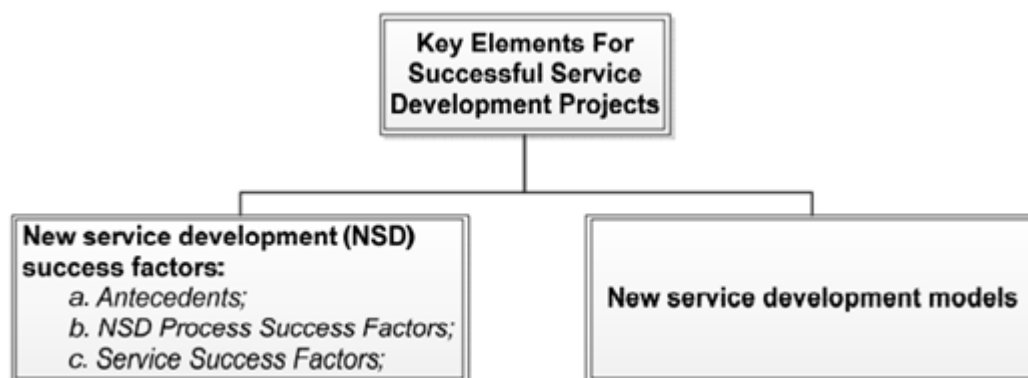 Key Elements For
Successful Service
Development Projects
New service development (NSD)
success factors:
a. Antecedents;
b. NSD Process Success Factors;
c. Service Success Factors;
New service development models